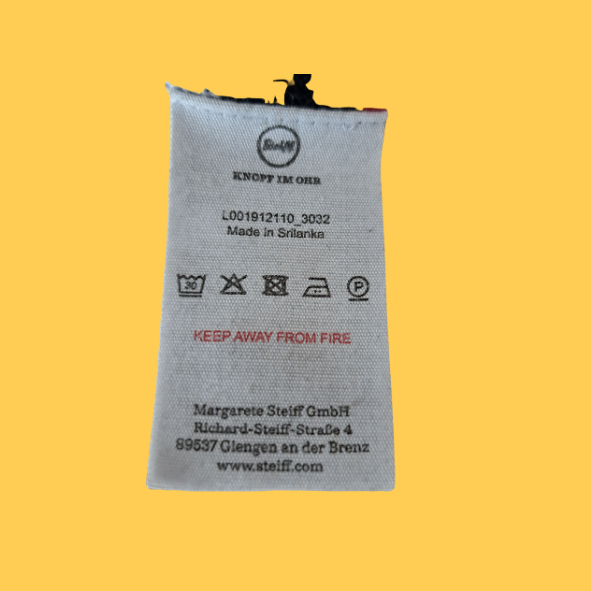 Steiff
KNOPF IM OHR
L001912110_3032
Made in Srilanka
30
P
KEEP AWAY FROM FIRE
Margarete Steiff GmbH
Richard-Steiff-Straße 4
89537 Giengen an der Brenz
www.steiff.com